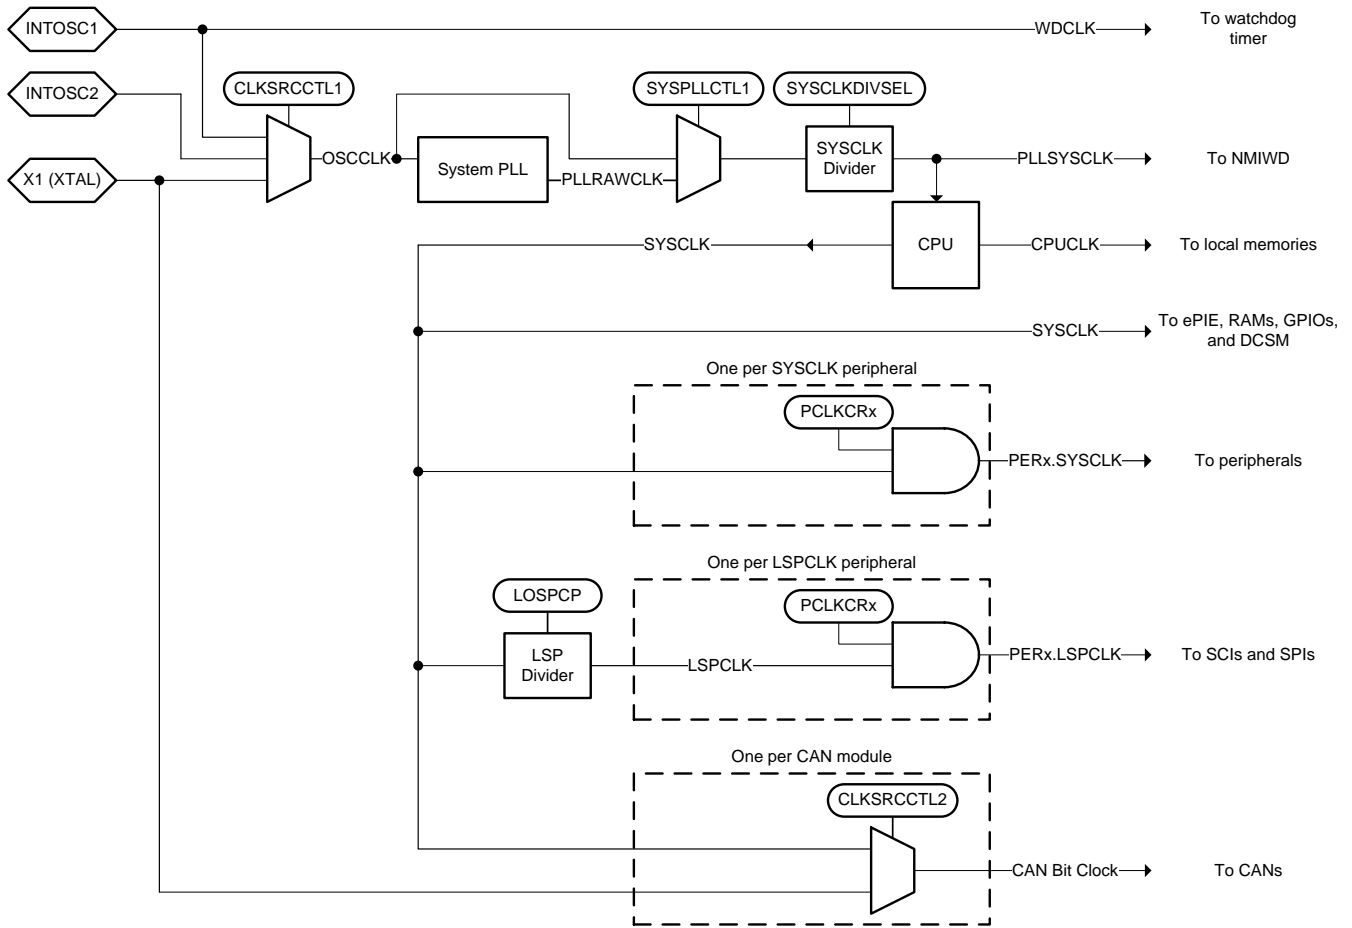 INTOSC1
WDCLK
To watchdog
timer
INTOSC2
CLKSRCCTL1
SYSPLLCTL1
SYSCLKDIVSEL
X1 (XTAL)
OSCCLK
System PLL
PLLRAWCLK
SYSCLK
Divider
PLLSYSCLK
To NMIWD
SYSCLK
CPU
CPUCLK
To local memories
SYSCLK
To ePIE, RAMs, GPIOs,
and DCSM
One per SYSCLK peripheral
PCLKCRx
PERx.SYSCLK
To peripherals
One per LSPCLK peripheral
LOSPCP
PCLKCRx
LSP
Divider
LSPCLK
PERx.LSPCLK
To SCIs and SPIs
One per CAN module
CLKSRCCTL2
CAN Bit Clock
To CANs